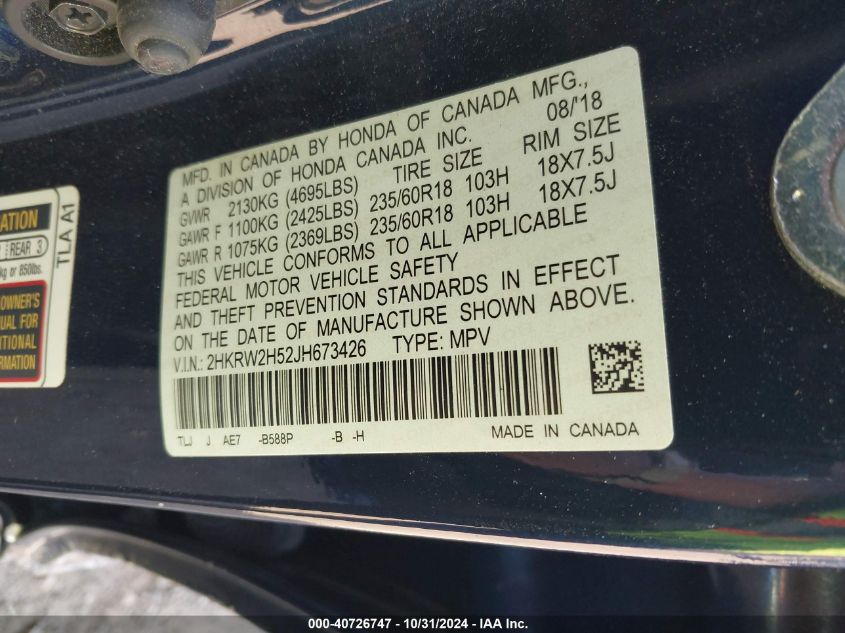 MFD. IN CANADA BY HONDA OF CANADA MFG.,
A DIVISION OF HONDA CANADA INC. 08/'18
GVWR 2130KG (4695LBS) TIRE SIZE RIM SIZE
GAWR F 1100KG (2425LBS) 235/60R18 103H 18X7.5J
GAWR R 1075KG (2369LBS) 235/60R18 103H 18X7.5J
THIS VEHICLE CONFORMS TO ALL APPLICABLE
FEDERAL MOTOR VEHICLE SAFETY
AND THEFT PREVENTION STANDARDS IN EFFECT
ON THE DATE OF MANUFACTURE SHOWN ABOVE.
V.I.N.: 2HKRW2H52JH673426 TYPE: MPV
TLJ J AE7 -B588P -B -H MADE IN CANADA
REAR 3
kg or 850lbs.
OWNER'S
FOR
TLA A1
000-40726747 - 10/31/2024 - IAA Inc.